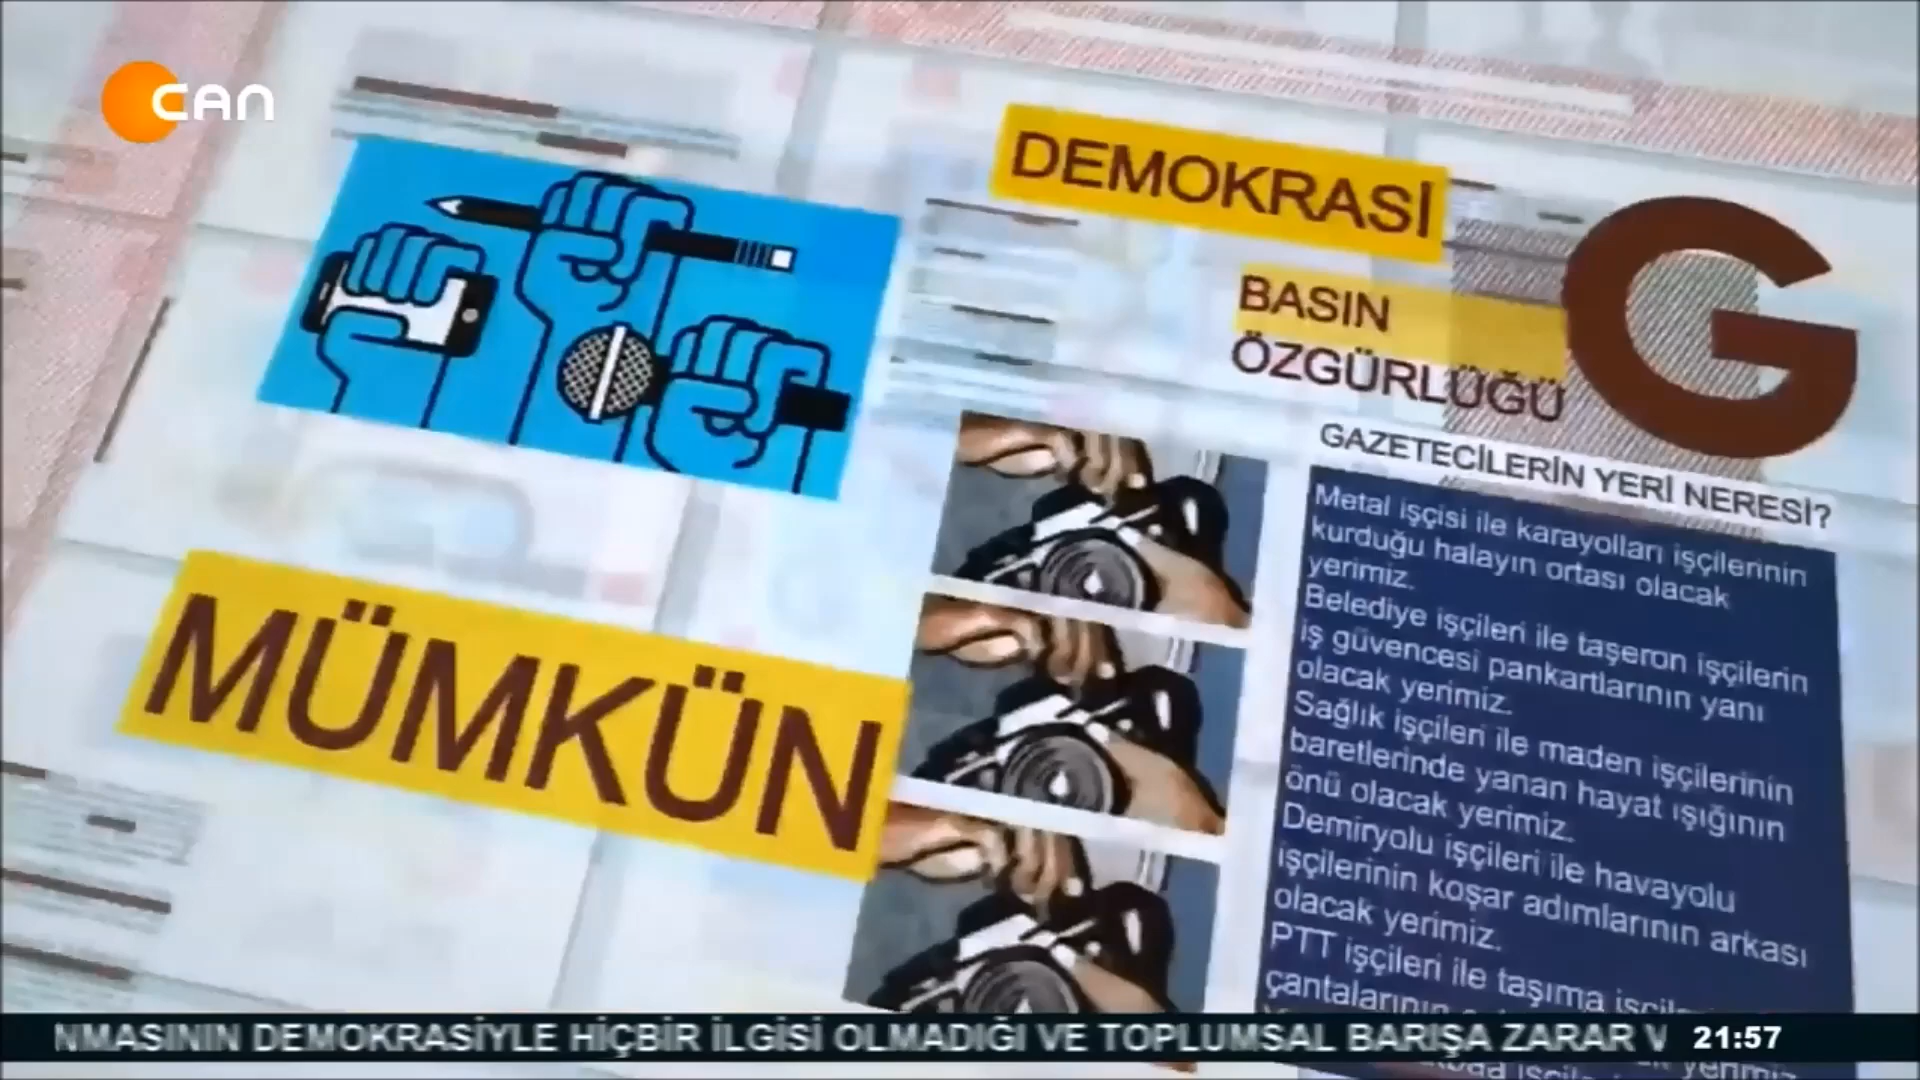 CAN
DEMOKRASİ
G
BASIN
ÖZGÜRLÜĞÜ
GAZETECİLERİN YERİ NERESİ?
Metal işçisi ile karayolları işçilerinin
kurduğu halayın ortası olacak
yerimiz.
Belediye işçileri ile taşeron işçilerin
iş güvencesi pankartlarının yanı
olacak yerimiz.
Sağlık işçileri ile maden işçilerinin
baretlerinde yanan hayat ışığının
önü olacak yerimiz.
Demiryolu işçileri ile havayolu
işçilerinin koşar adımlarının arkası
olacak yerimiz.
PTT işçileri ile taşıma
MÜMKÜN
NMASININ DEMOKRASİYLE HİÇBİR İLGİSİ OLMADIĞI VE TOPLUMSAL BARIŞA ZARAR V
21:57